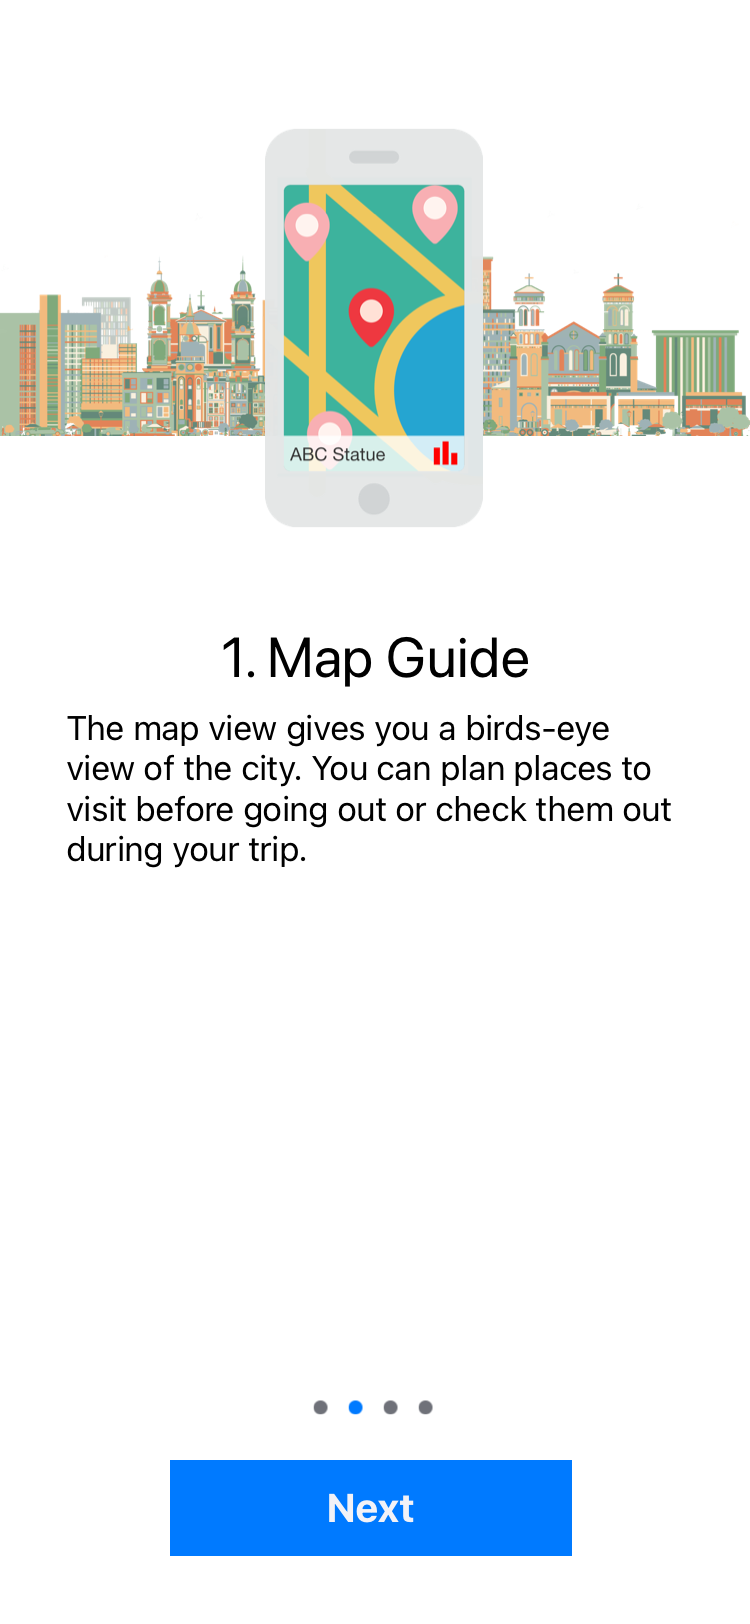 ABC Statue
1. Map Guide
The map view gives you a birds-eye
view of the city. You can plan places to
visit before going out or check them out
during your trip.
Next